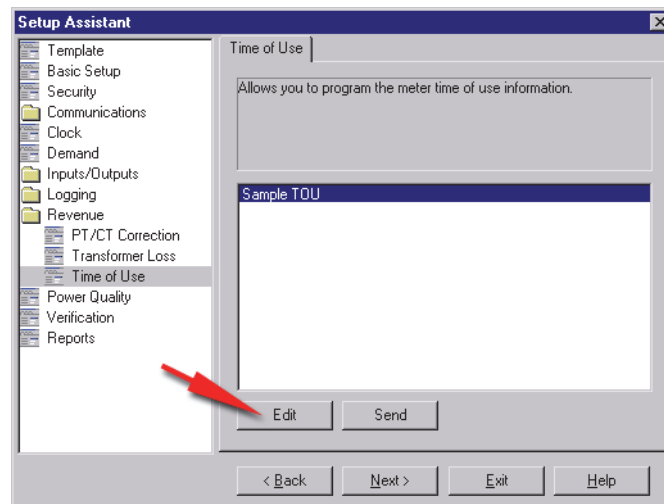 Setup Assistant
Template
Basic Setup
Security
Communications
Clock
Demand
Inputs/Outputs
Logging
Revenue
PT/CT Correction
Transformer Loss
Time of Use
Power Quality
Verification
Reports
Time of Use
Allows you to program the meter time of use information.
Sample TOU
Edit
Send
< Back
Next >
Exit
Help